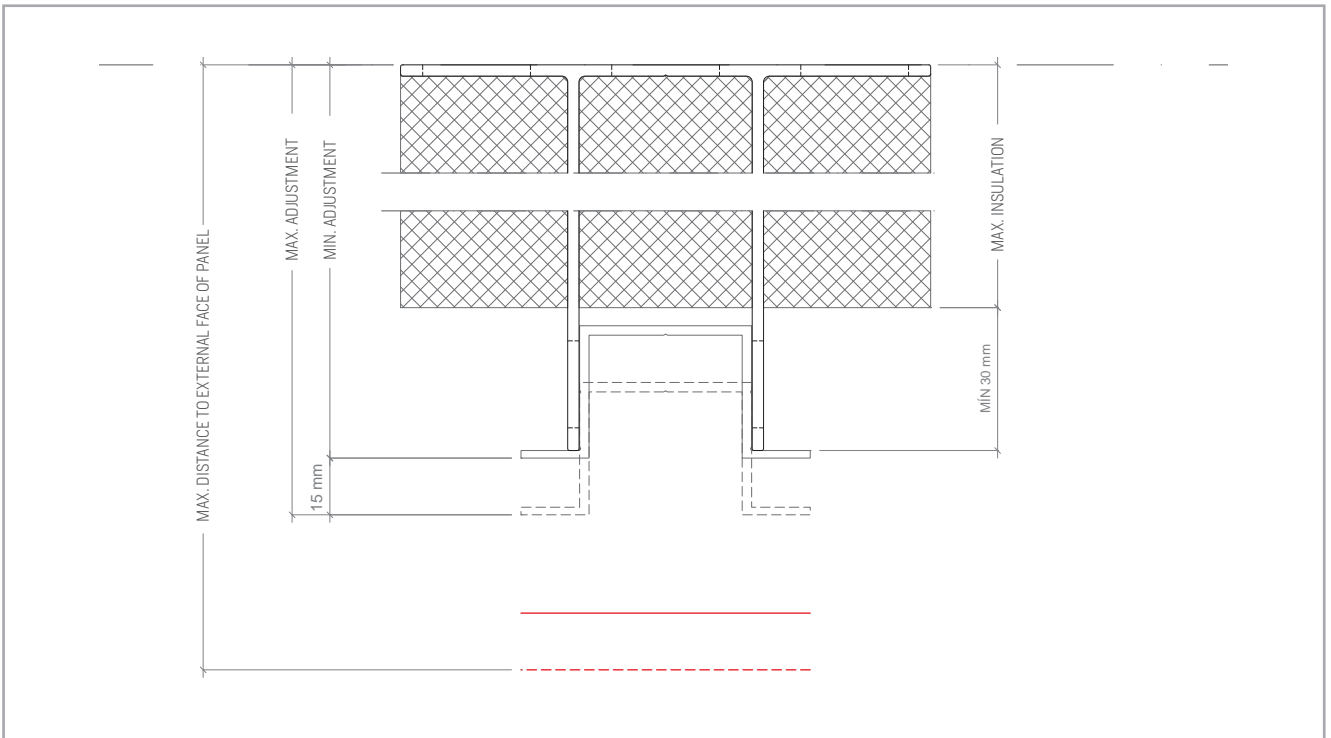 MAX. DISTANCE TO EXTERNAL FACE OF PANEL
MAX. ADJUSTMENT
MIN. ADJUSTMENT
15 mm
MAX. INSULATION
MÍN 30 mm